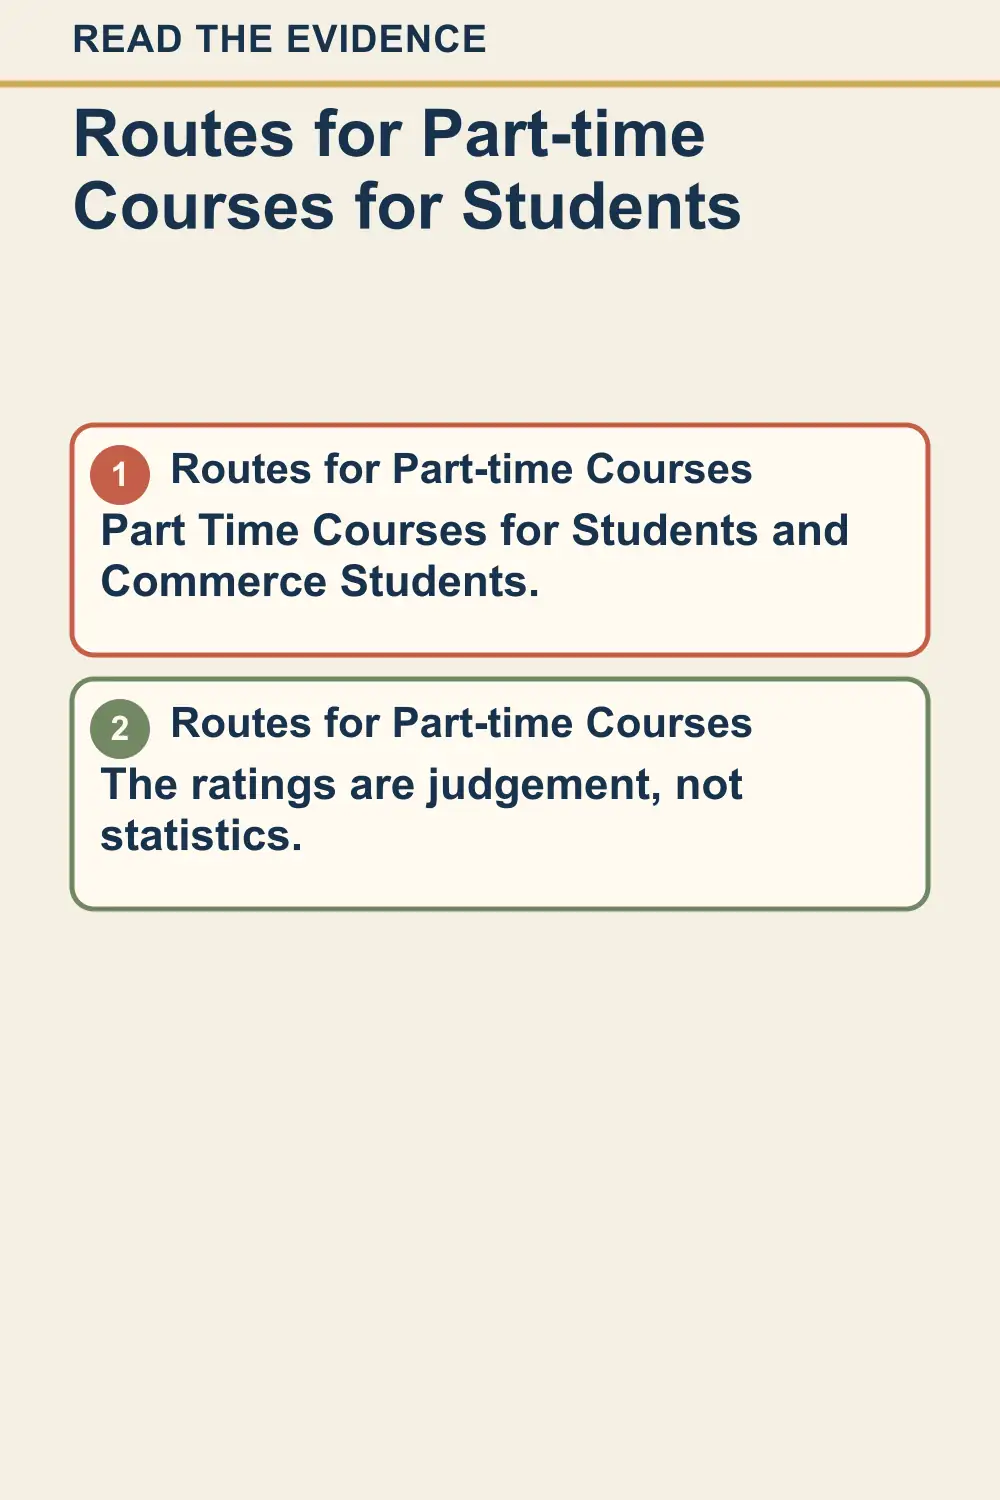 READ THE EVIDENCE
Routes for Part-time
Courses for Students
1 Routes for Part-time Courses
Part Time Courses for Students and
Commerce Students.
2 Routes for Part-time Courses
The ratings are judgement, not
statistics.